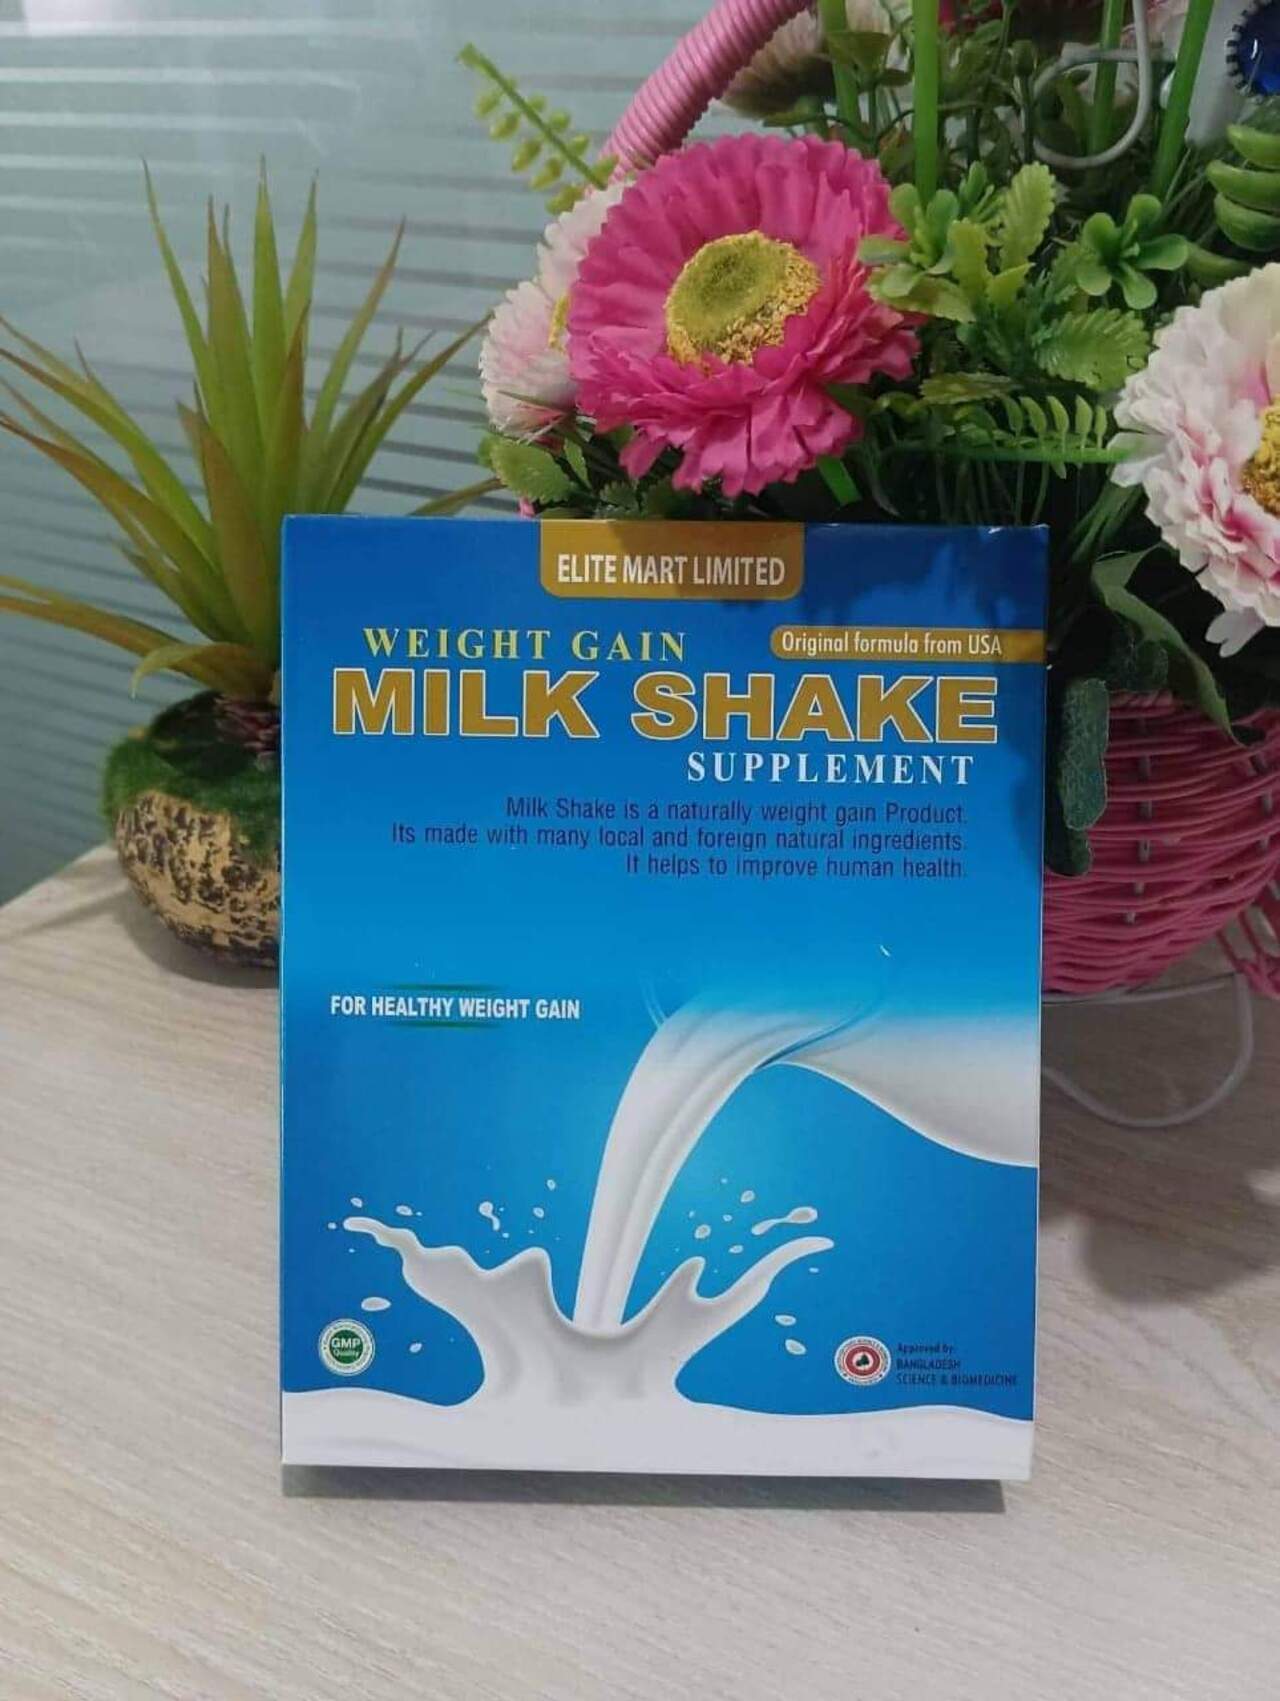 ELITE MART LIMITED
WEIGHT GAIN
Original formula from USA
MILK SHAKE
SUPPLEMENT
Milk Shake is a naturally weight gain Product.
Its made with many local and foreign natural ingredients.
It helps to improve human health.
FOR HEALTHY WEIGHT GAIN
GMP
Quality
Approved by:
BANGLADESH
SCIENCE & BIOMEDICINE